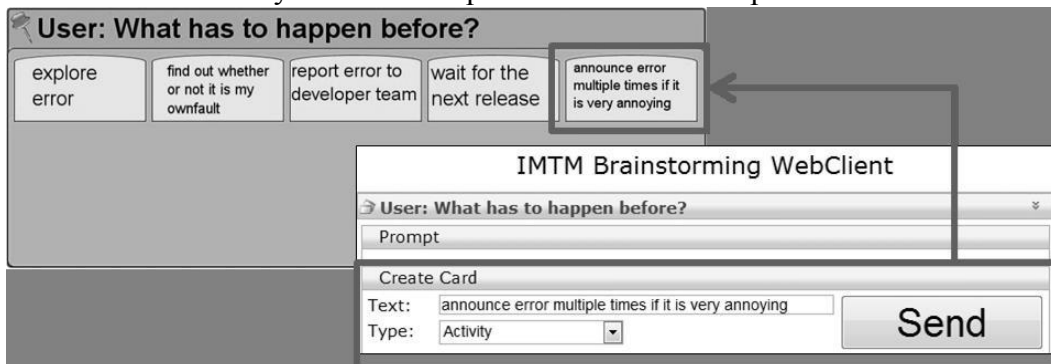 User: What has to happen before?
explore
error
find out whether
or not it is my
ownfault
report error to
developer team
wait for the
next release
announce error
multiple times if it
is very annoying
IMTM Brainstorming WebClient
User: What has to happen before?
Prompt
Create Card
Text: announce error multiple times if it is very annoying
Type: Activity
Send